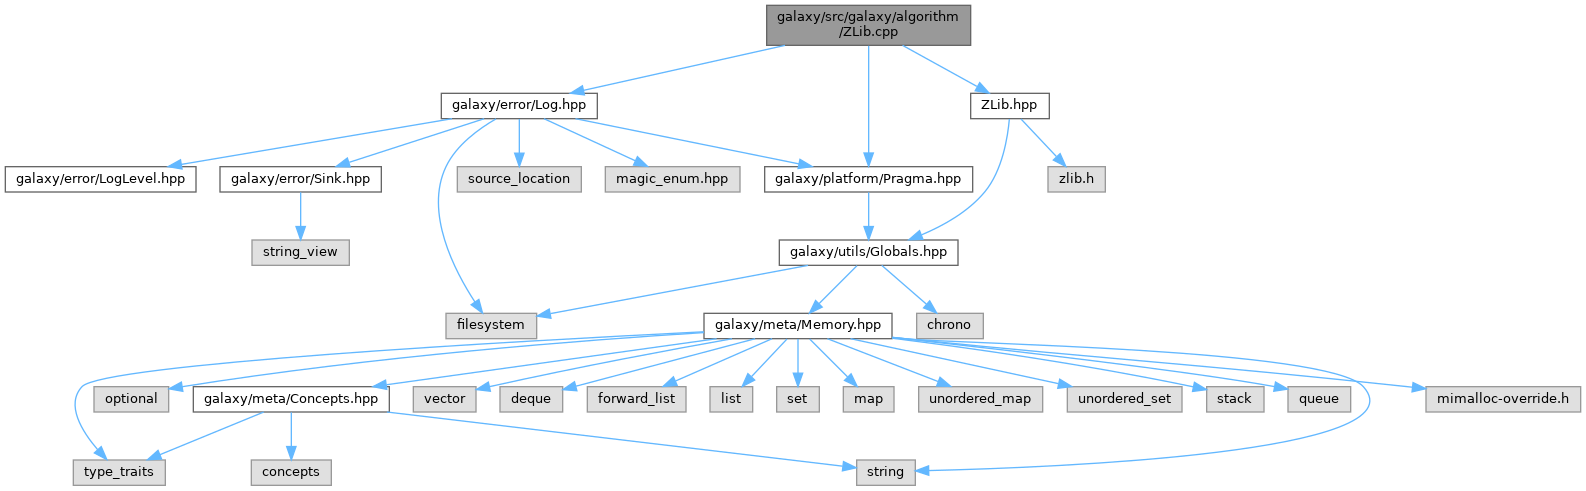 galaxy/src/galaxy/algorithm
/ZLib.cpp
galaxy/error/Log.hpp
ZLib.hpp
galaxy/error/LogLevel.hpp
galaxy/error/Sink.hpp
source_location
magic_enum.hpp
galaxy/platform/Pragma.hpp
zlib.h
string_view
galaxy/utils/Globals.hpp
filesystem
galaxy/meta/Memory.hpp
chrono
optional
galaxy/meta/Concepts.hpp
vector
deque
forward_list
list
set
map
unordered_map
unordered_set
stack
queue
mimalloc-override.h
type_traits
concepts
string